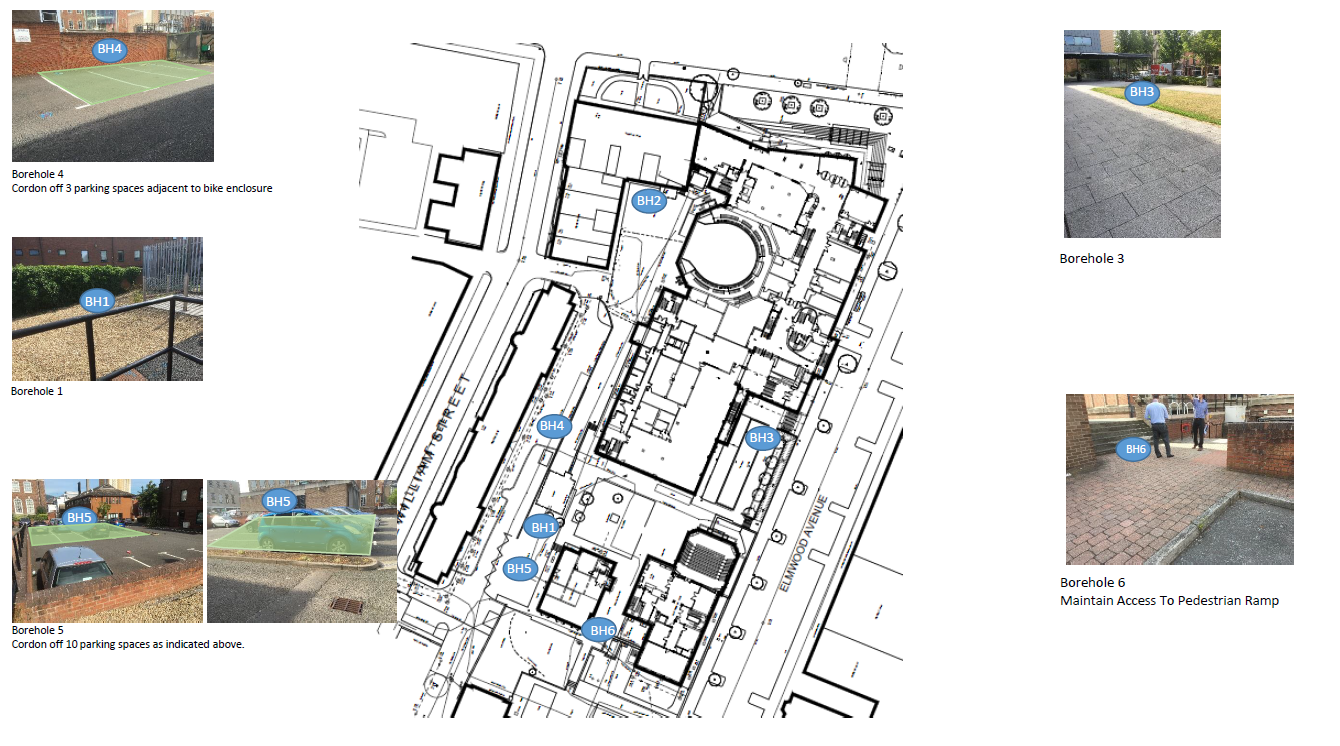 BH4
Borehole 4
Cordon off 3 parking spaces adjacent to bike enclosure
BH1
Borehole 1
BH5
BH5
Borehole 5
Cordon off 10 parking spaces as indicated above.
BH2
BH4
BH3
BH1
BH5
BH6
WILLIAM STREET
ELMWOOD AVENUE
BH3
Borehole 3
BH6
Borehole 6
Maintain Access To Pedestrian Ramp